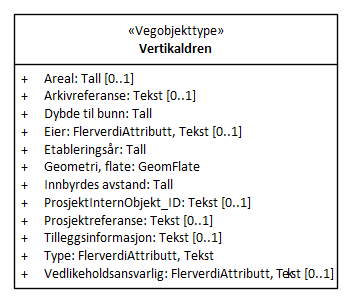 «Vegobjekttype»
Vertikaldren
+ Areal: Tall [0..1]
+ Arkivreferanse: Tekst [0..1]
+ Dybde til bunn: Tall
+ Eier: FlerverdiAttributt, Tekst [0..1]
+ Etableringsår: Tall
+ Geometri, flate: GeomFlate
+ Innbyrdes avstand: Tall
+ ProsjektInternObjekt_ID: Tekst [0..1]
+ Prosjektreferanse: Tekst [0..1]
+ Tilleggsinformasjon: Tekst [0..1]
+ Type: FlerverdiAttributt, Tekst
+ Vedlikeholdsansvarlig: FlerverdiAttributt, Tekst [0..1]